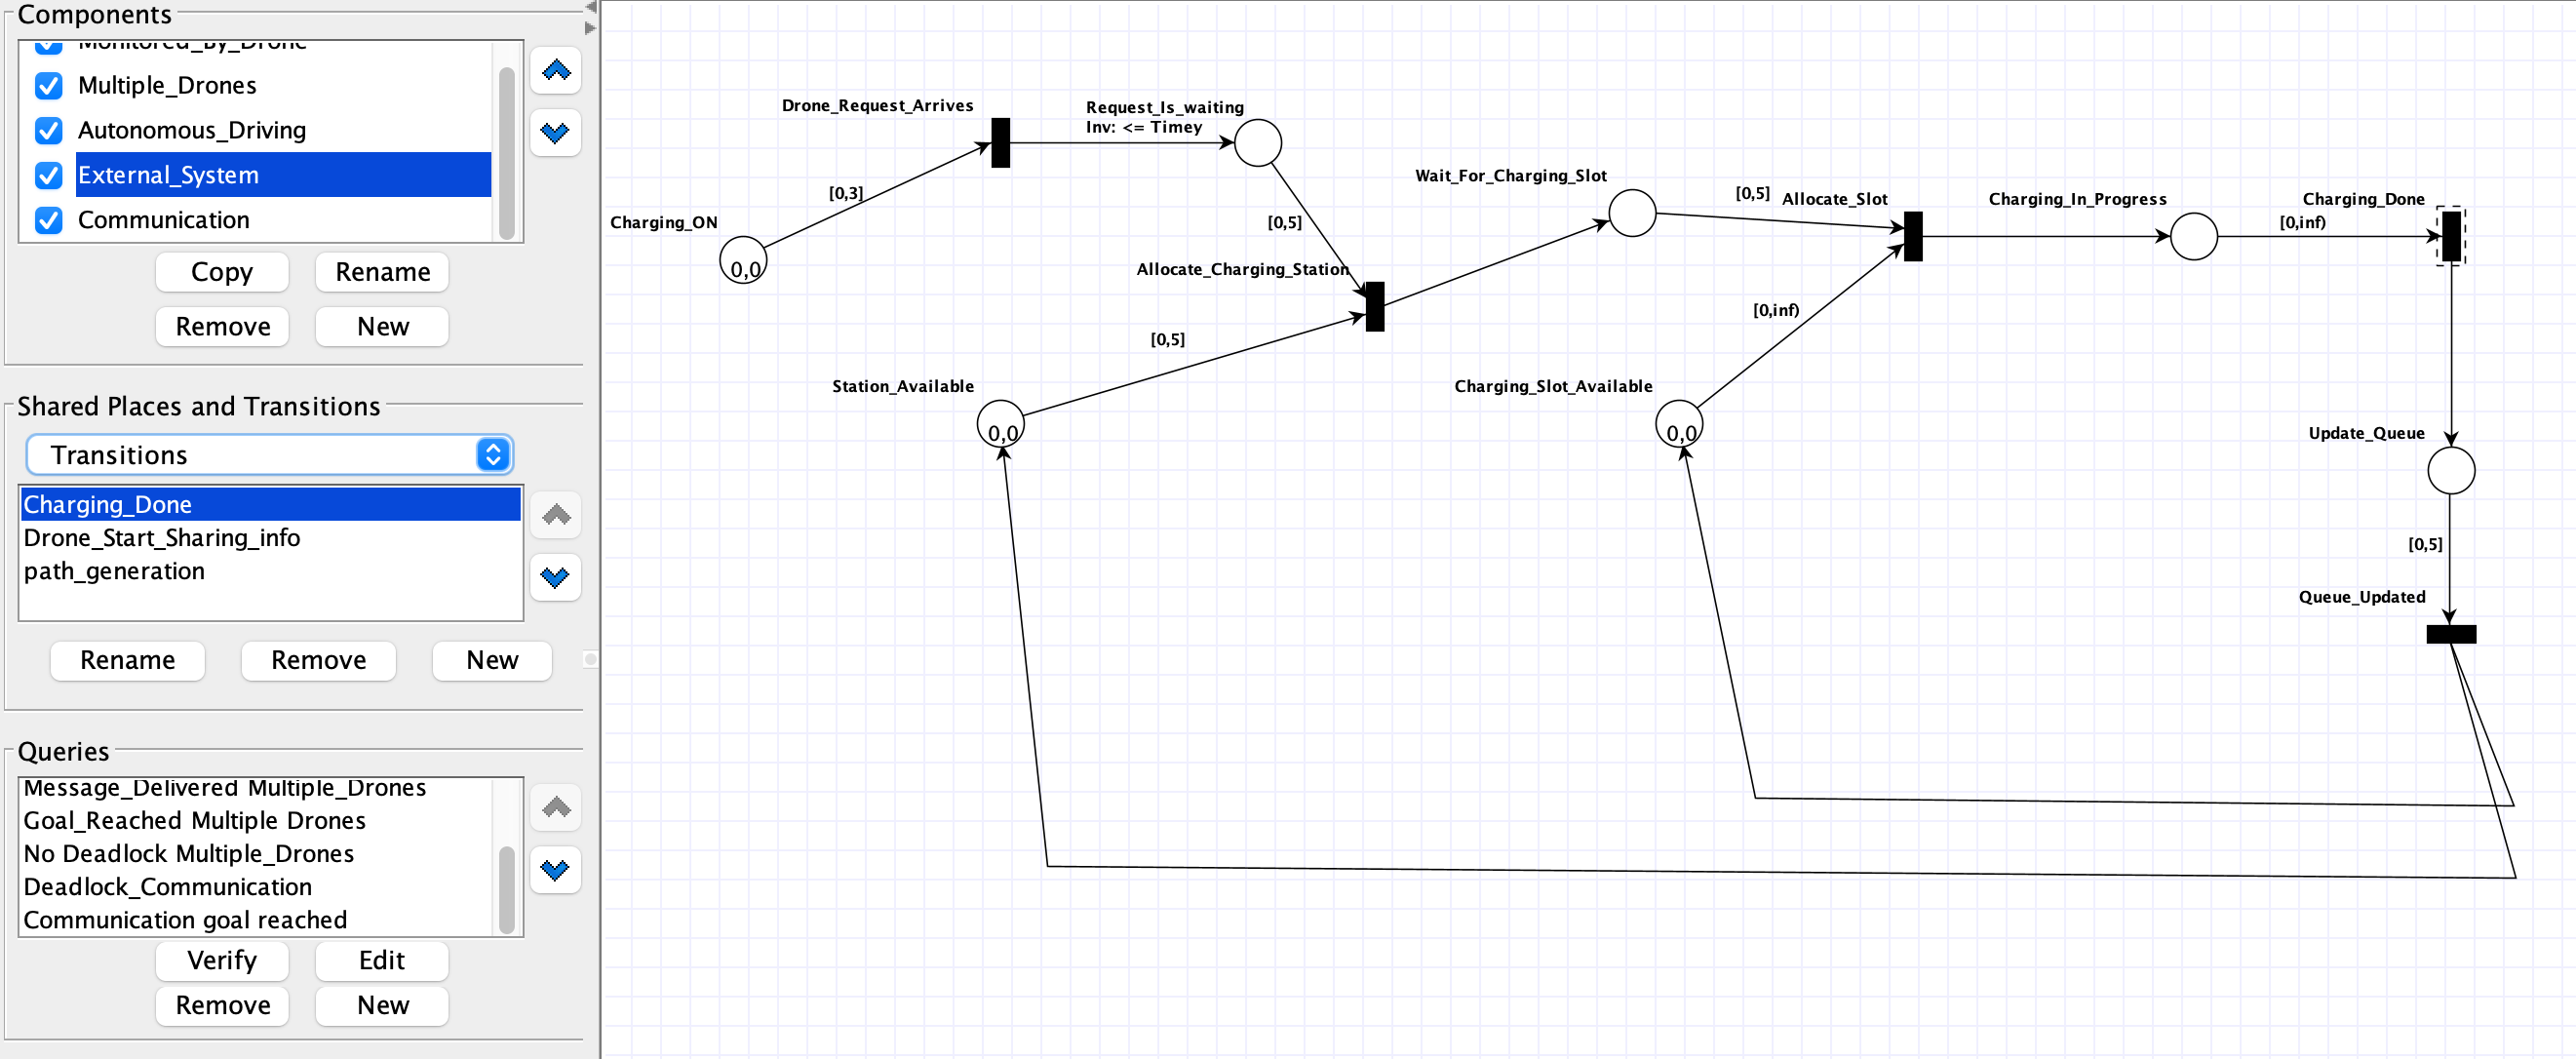 Components
Monitored_By_Drone
Multiple_Drones
Autonomous_Driving
External_System
Communication
Copy
Rename
Remove
New
Shared Places and Transitions
Transitions
Charging_Done
Drone_Start_Sharing_info
path_generation
Rename
Remove
New
Queries
Message_Delivered Multiple_Drones
Goal_Reached Multiple Drones
No Deadlock Multiple_Drones
Deadlock_Communication
Communication goal reached
Verify
Edit
Remove
New
Drone_Request_Arrives
Request_Is_waiting
Inv: <= Timey
[0,3]
Charging_ON
0,0
[0,5]
Allocate_Charging_Station
Wait_For_Charging_Slot
[0,5]
Allocate_Slot
Charging_In_Progress
Charging_Done
[0,inf)
[0,inf)
[0,5]
Station_Available
0,0
Charging_Slot_Available
0,0
Update_Queue
[0,5]
Queue_Updated